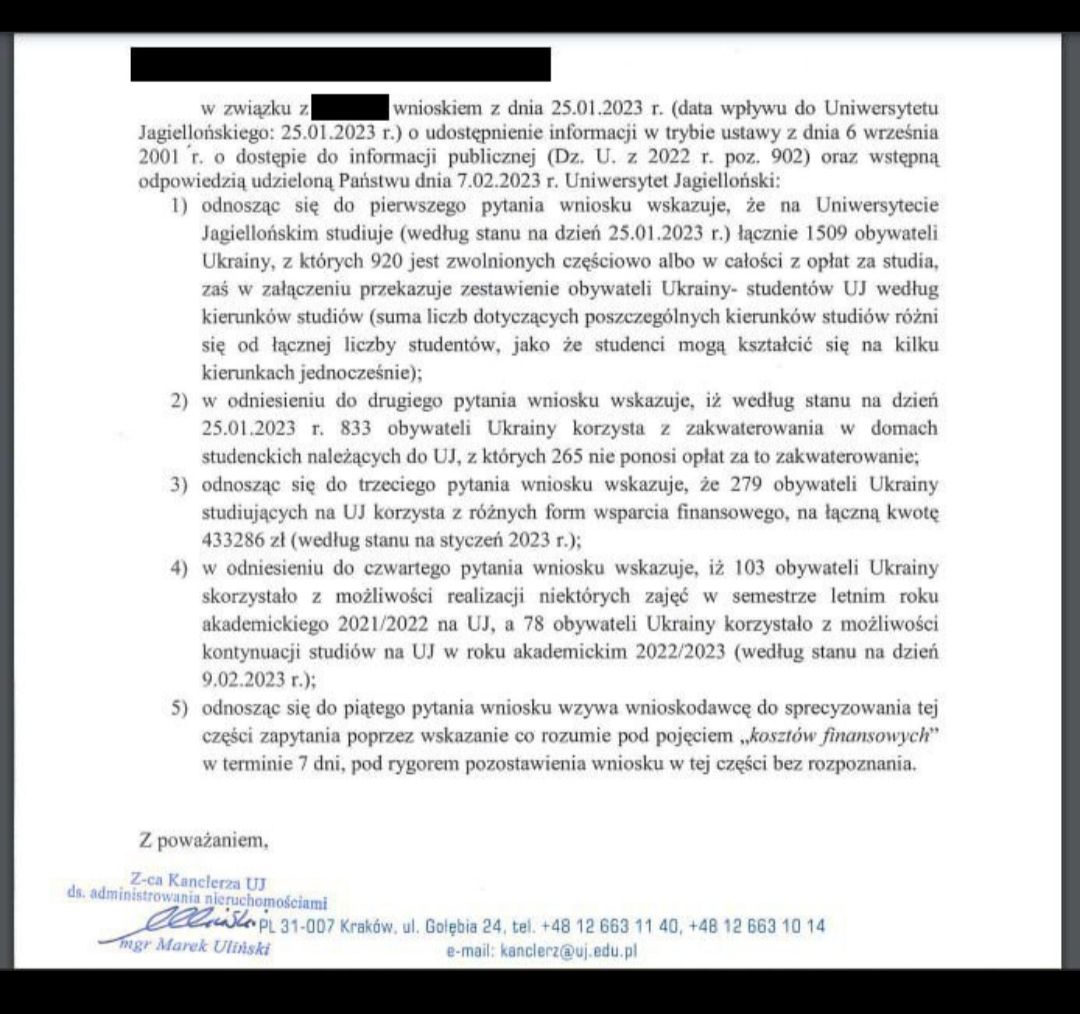 w związku z wnioskiem z dnia 25.01.2023 r. (data wpływu do Uniwersytetu
Jagiellońskiego: 25.01.2023 r.) o udostępnienie informacji w trybie ustawy z dnia 6 września
2001 r. o dostępie do informacji publicznej (Dz. U. z 2022 r. poz. 902) oraz wstępną
odpowiedzią udzieloną Państwu dnia 7.02.2023 r. Uniwersytet Jagielloński:
1) odnosząc się do pierwszego pytania wniosku wskazuje, że na Uniwersytecie
Jagiellońskim studiuje (według stanu na dzień 25.01.2023 r.) łącznie 1509 obywateli
Ukrainy, z których 920 jest zwolnionych częściowo albo w całości z opłat za studia,
zaś w załączeniu przekazuje zestawienie obywateli Ukrainy- studentów UJ według
kierunków studiów (suma liczb dotyczących poszczególnych kierunków studiów różni
się od łącznej liczby studentów, jako że studenci mogą kształcić się na kilku
kierunkach jednocześnie);
2) w odniesieniu do drugiego pytania wniosku wskazuje, iż według stanu na dzień
25.01.2023 r. 833 obywateli Ukrainy korzysta z zakwaterowania w domach
studenckich należących do UJ, z których 265 nie ponosi opłat za to zakwaterowanie;
3) odnosząc się do trzeciego pytania wniosku wskazuje, że 279 obywateli Ukrainy
studiujących na UJ korzysta z różnych form wsparcia finansowego, na łączną kwotę
433286 zł (według stanu na styczeń 2023 r.);
4) w odniesieniu do czwartego pytania wniosku wskazuje, iż 103 obywateli Ukrainy
skorzystało z możliwości realizacji niektórych zajęć w semestrze letnim roku
akademickiego 2021/2022 na UJ, a 78 obywateli Ukrainy korzystało z możliwości
kontynuacji studiów na UJ w roku akademickim 2022/2023 (według stanu na dzień
9.02.2023 r.);
5) odnosząc się do piątego pytania wniosku wzywa wnioskodawcę do sprecyzowania tej
części zapytania poprzez wskazanie co rozumie pod pojęciem „kosztów finansowych”
w terminie 7 dni, pod rygorem pozostawienia wniosku w tej części bez rozpoznania.
Z poważaniem,
Z-ca Kanclerza UJ
ds. administrowania nieruchomościami
mgr Marek Uliński
PL 31-007 Kraków, ul. Gołębia 24, tel. +48 12 663 11 40, +48 12 663 10 14
e-mail: kanclerz@uj.edu.pl